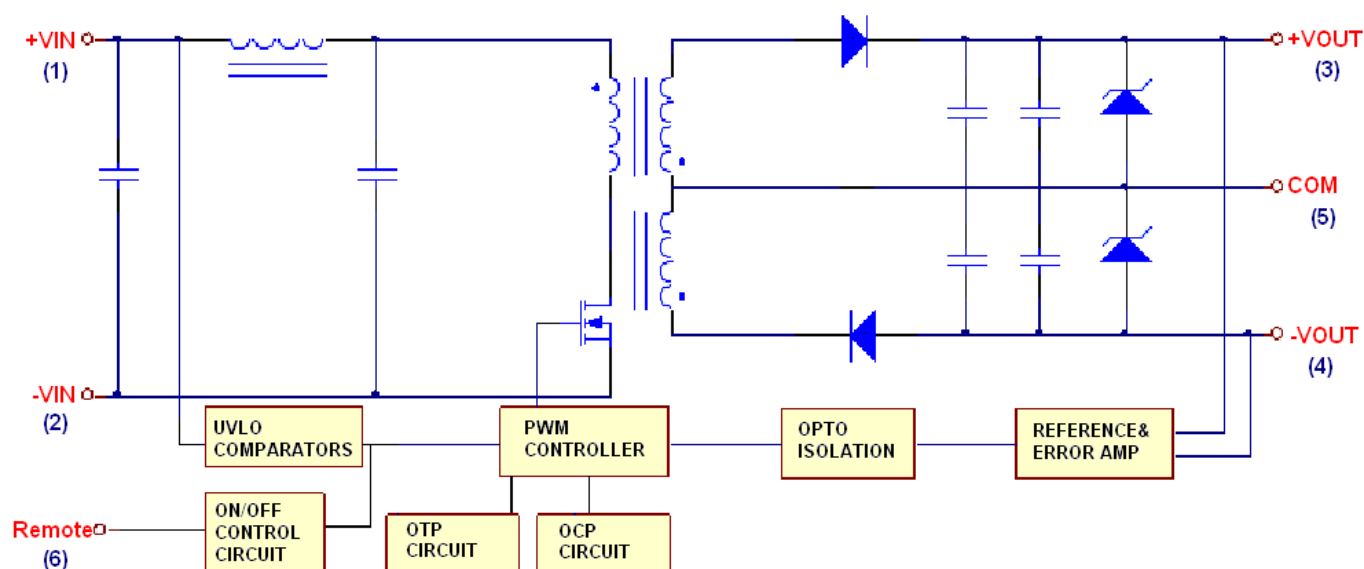 +VIN
(1)
+VOUT
(3)
COM
(5)
-VOUT
(4)
-VIN
(2)
UVLO
COMPARATORS
PWM
CONTROLLER
OPTO
ISOLATION
REFERENCE&
ERROR AMP
Remote
(6)
ON/OFF
CONTROL
CIRCUIT
OTP
CIRCUIT
OCP
CIRCUIT